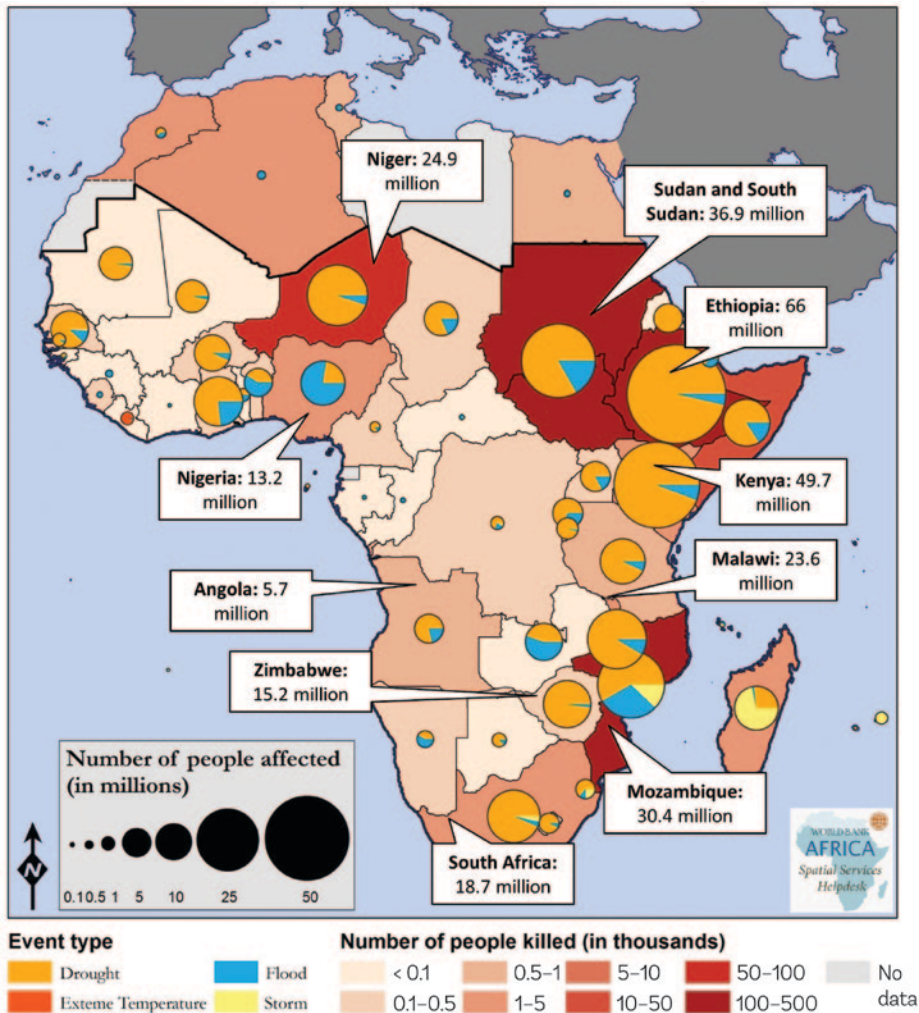 Niger: 24.9
million
Sudan and South
Sudan: 36.9 million
Ethiopia: 66
million
Nigeria: 13.2
million
Kenya: 49.7
million
Malawi: 23.6
million
Angola: 5.7
million
Zimbabwe:
15.2 million
Mozambique:
30.4 million
South Africa:
18.7 million
Number of people affected
(in millions)
0.1 0.5 1 5 10 25 50
N
WORLD BANK
AFRICA
Spatial Services
Helpdesk
Event type
Drought
Flood
Exteme Temperature
Storm
Number of people killed (in thousands)
< 0.1 0.5–1 5–10 50–100 No
data
0.1–0.5 1–5 10–50 100–500